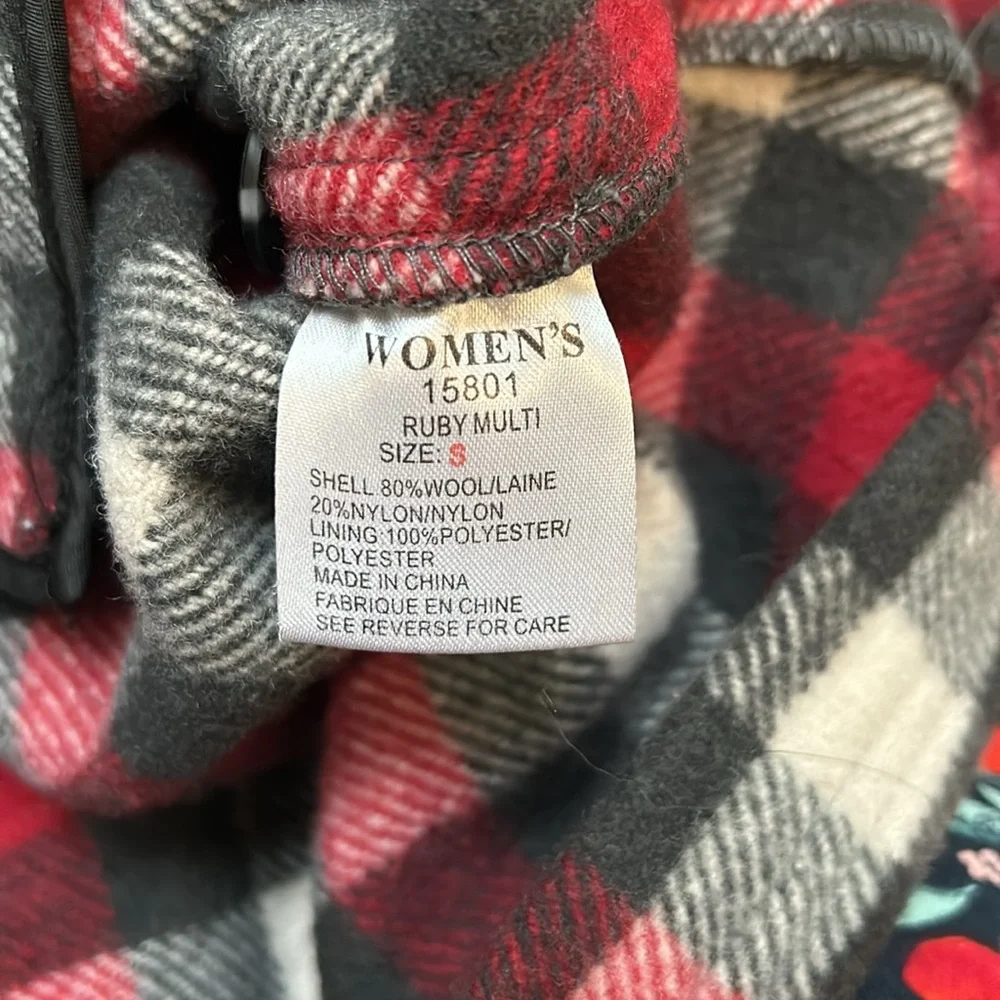 WOMEN'S
15801
RUBY MULTI
SIZE: S
SHELL 80%WOOL/LAINE
20%NYLON/NYLON
LINING:100%POLYESTER/
POLYESTER
MADE IN CHINA
FABRIQUE EN CHINE
SEE REVERSE FOR CARE